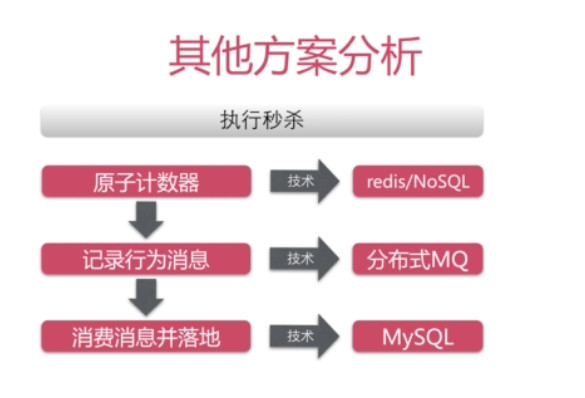 其他方案分析
执行秒杀
原子计数器
技术
redis/NoSQL
记录行为消息
技术
分布式MQ
消费消息并落地
技术
MySQL